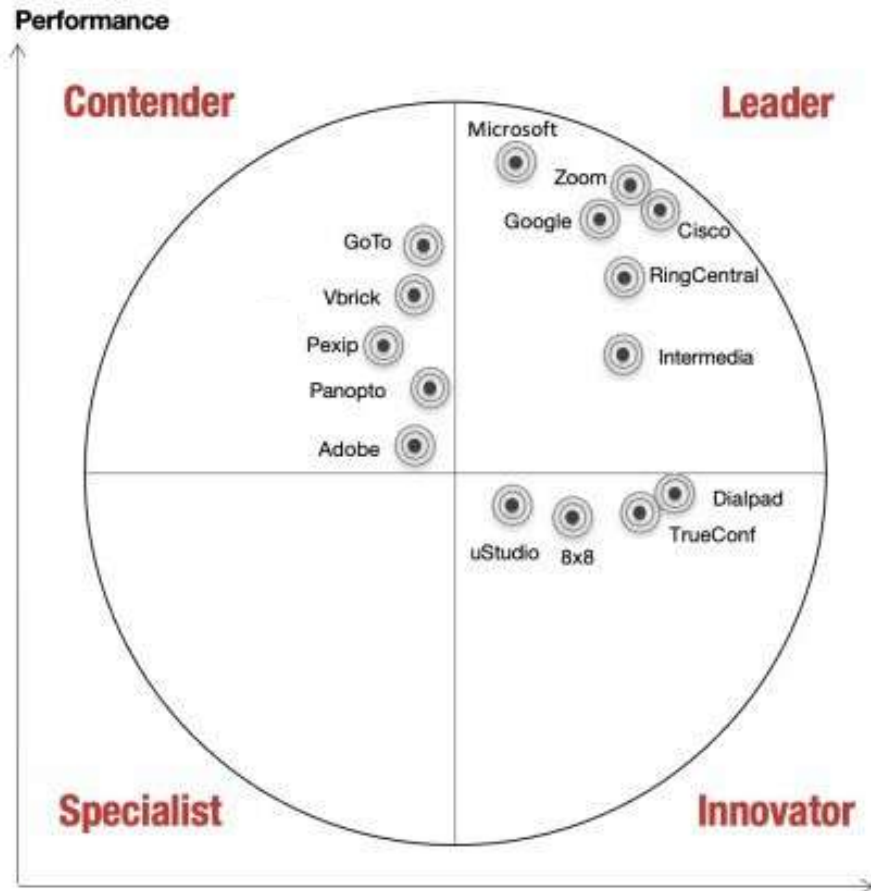 Performance
Contender
Leader
Microsoft
Zoom
Google
Cisco
GoTo
RingCentral
Vbrick
Pexip
Intermedia
Panopto
Adobe
Dialpad
TrueConf
uStudio
8x8
Specialist
Innovator